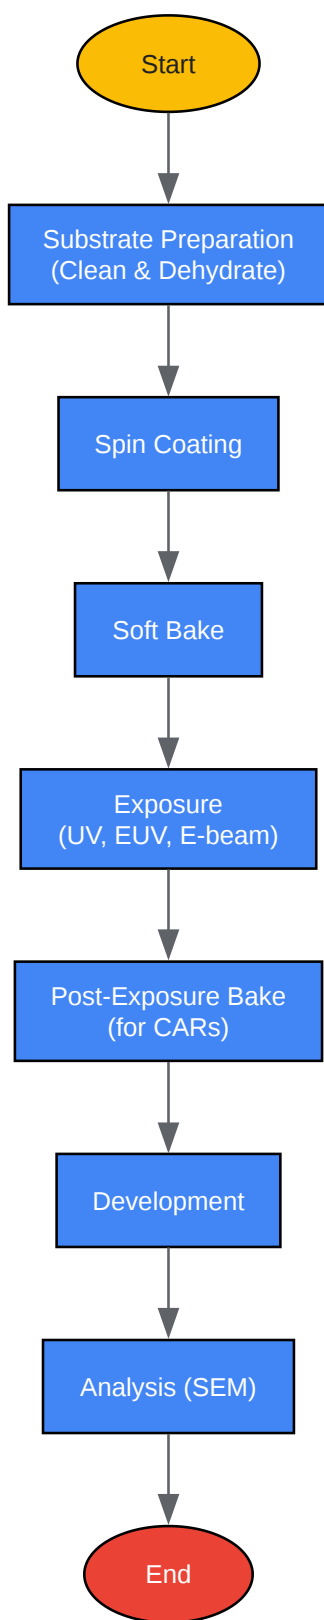 Start
Substrate Preparation
(Clean & Dehydrate)
Spin Coating
Soft Bake
Exposure
(UV, EUV, E-beam)
Post-Exposure Bake
(for CARs)
Development
Analysis (SEM)
End